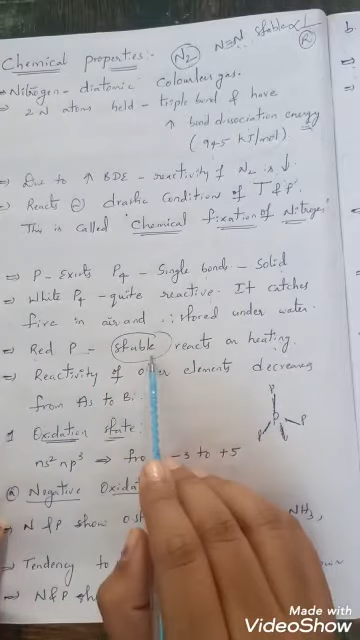 Chemical properties:- N₂ N≡N Stable ∝ 1/R
→ Nitrogen - diatomic Colourless gas.
→ 2 N atoms held - triple bond & have
↑ bond dissociation energy
(945 kJ/mol)
⇒ Due to ↑ BDE - reactivity of N₂ is ↓.
- Reacts @ drastic condition of T & P.
This is called 'Chemical fixation of Nitrogen'
⇒ P - Exists P₄ - Single bonds - Solid
⇒ White P₄ - quite reactive. It catches
fire in air and ∴ stored under water.
⇒ Red P - Stable reacts on heating.
⇒ Reactivity of other elements decreases
from As to Bi.
P
P P P
Oxidation state:
ns² np³ ⇒ from -3 to +5
ⓐ Negative Oxidat
⇒ N & P show NH₃,
⇒ Tendency to
⇒ N & P sh
Made with
VideoShow